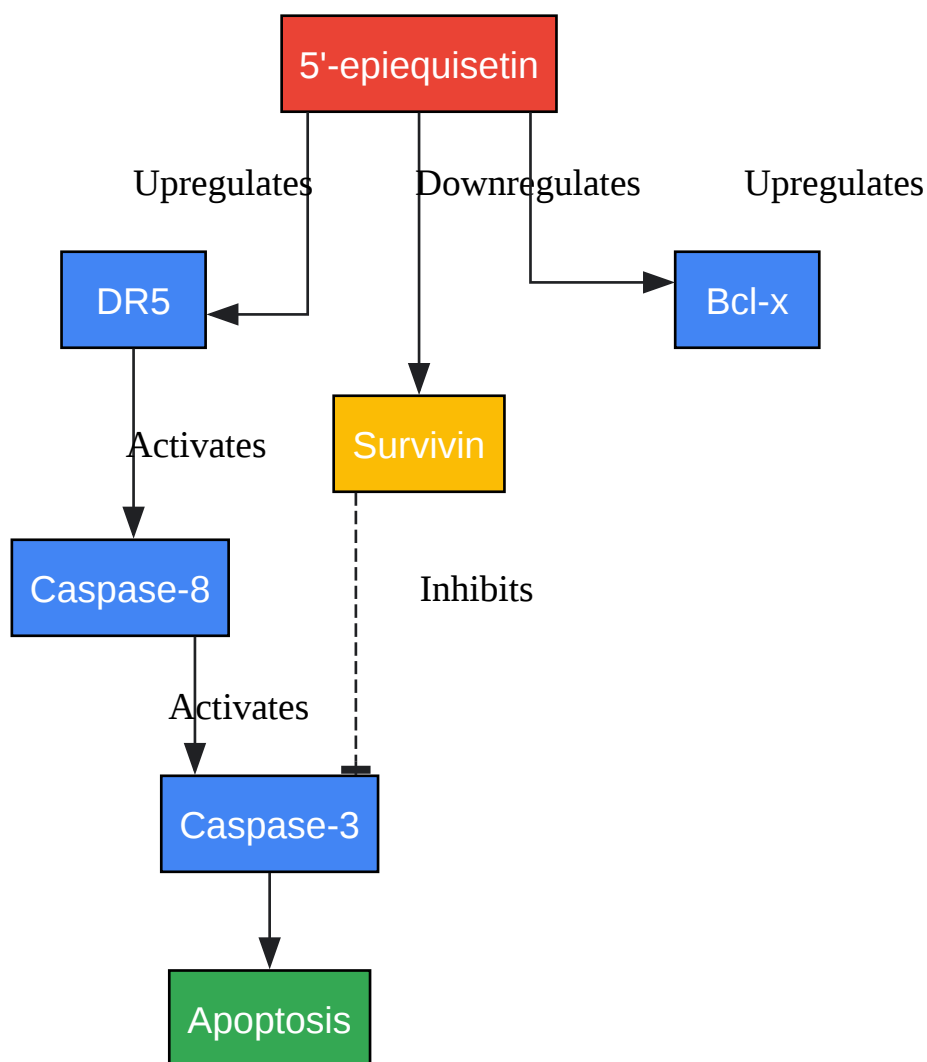 5'-epiequisetin
Upregulates
Downregulates
Upregulates
DR5
Bcl-x
Activates
Survivin
Caspase-8
Inhibits
Activates
Caspase-3
Apoptosis